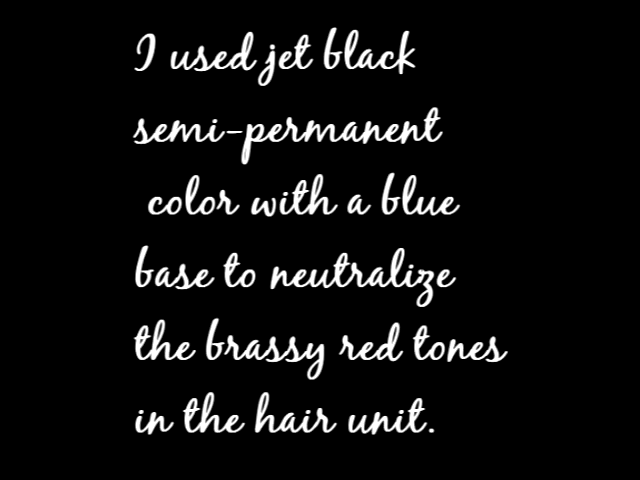 I used jet black
semi-permanent
color with a blue
base to neutralize
the brassy red tones
in the hair unit.